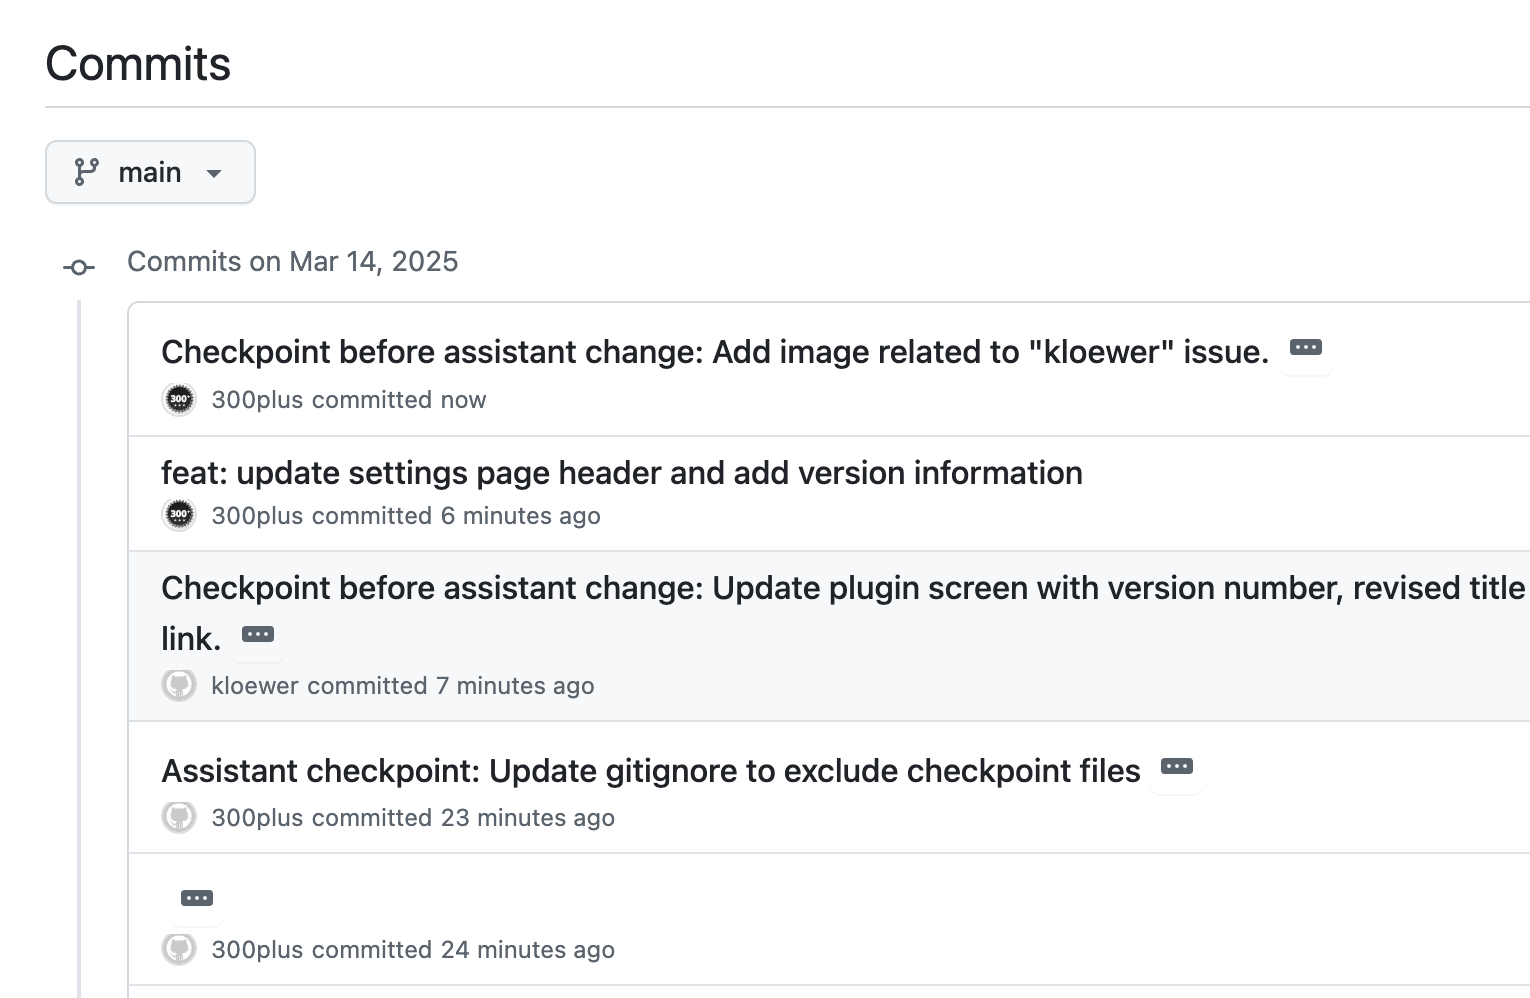 Commits
main
Commits on Mar 14, 2025
Checkpoint before assistant change: Add image related to "kloewer" issue.
300plus committed now
feat: update settings page header and add version information
300plus committed 6 minutes ago
Checkpoint before assistant change: Update plugin screen with version number, revised title
link.
kloewer committed 7 minutes ago
Assistant checkpoint: Update gitignore to exclude checkpoint files
300plus committed 23 minutes ago
300plus committed 24 minutes ago